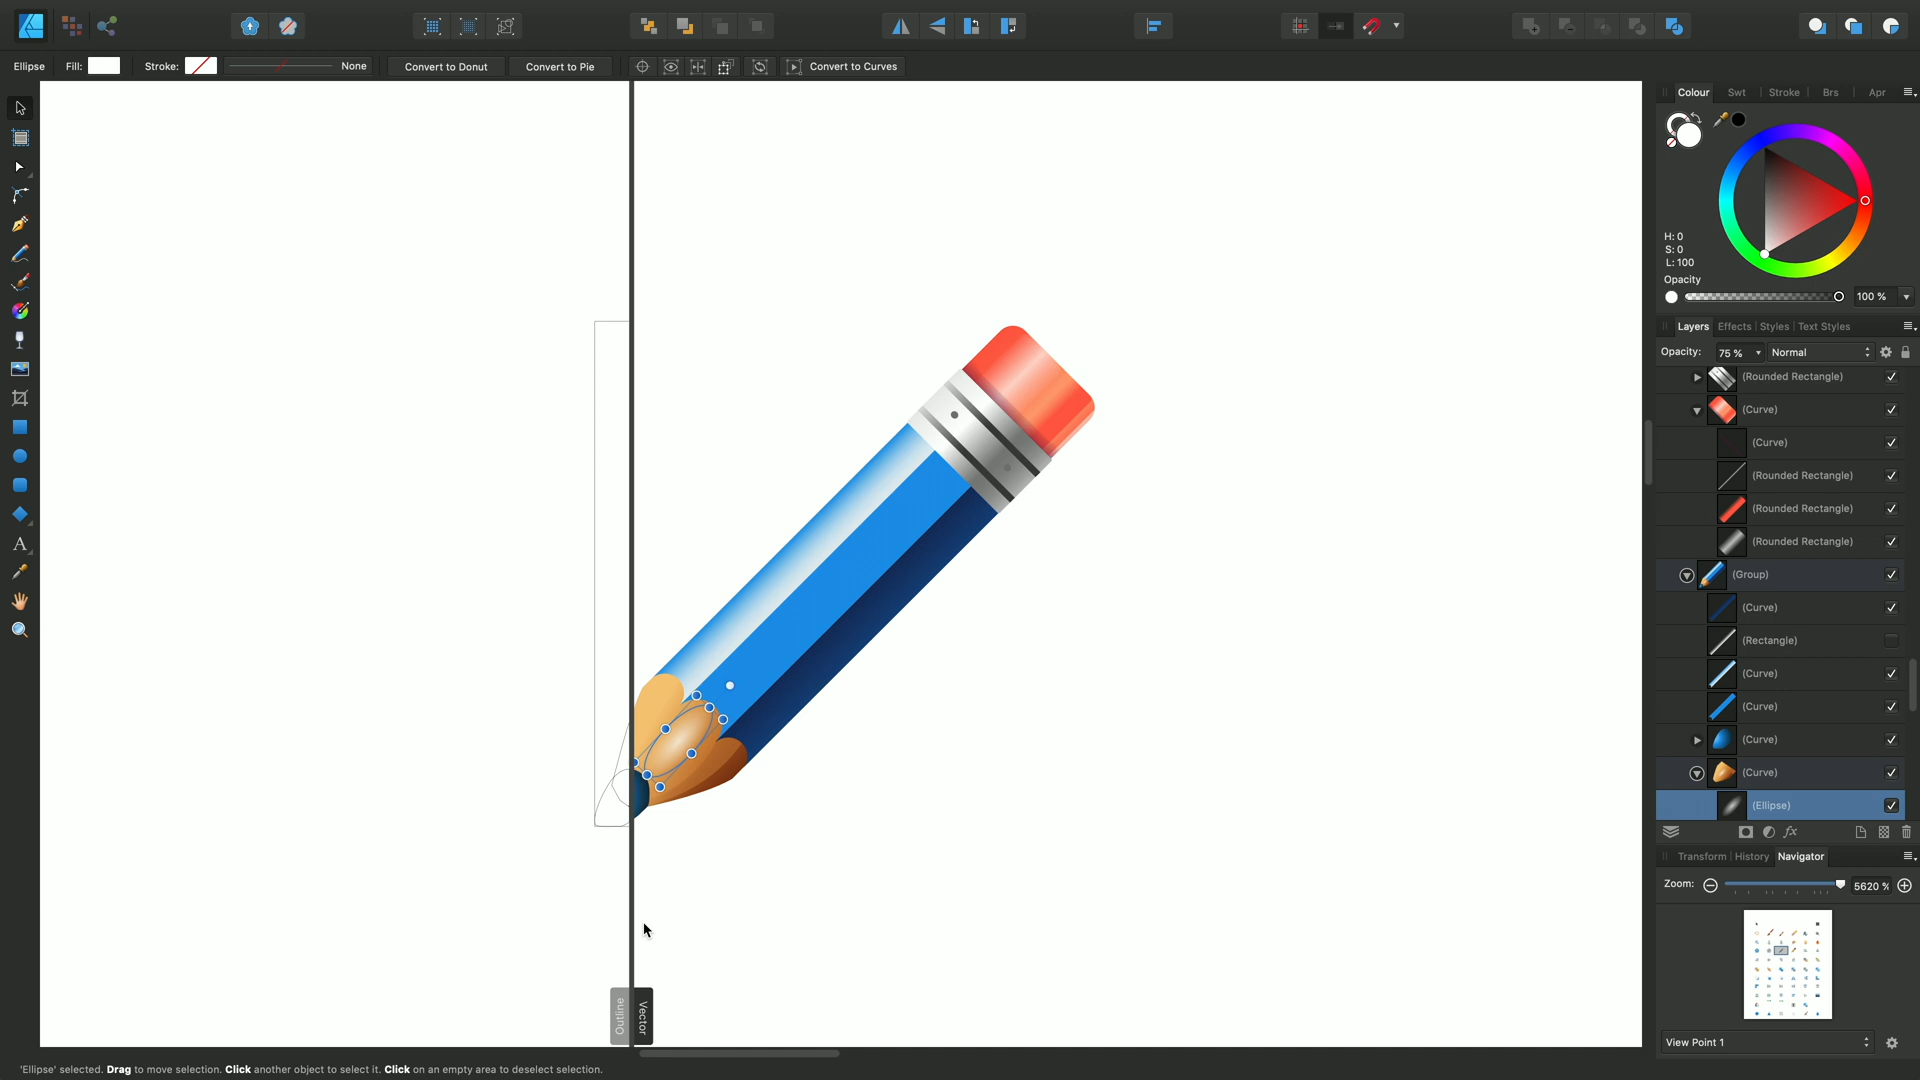 Ellipse Fill: Stroke: None Convert to Donut Convert to Pie Convert to Curves
Colour Swt Stroke Brs Apr
H: 0
S: 0
L: 100
Opacity
100 %
Layers Effects Styles Text Styles
Opacity: 75 % Normal
(Rounded Rectangle)
(Curve)
(Curve)
(Rounded Rectangle)
(Rounded Rectangle)
(Rounded Rectangle)
(Group)
(Curve)
(Rectangle)
(Curve)
(Curve)
(Curve)
(Curve)
(Ellipse)
Transform History Navigator
Zoom: 5620 %
View Point 1
Outline
Vector
'Ellipse' selected. Drag to move selection. Click another object to select it. Click on an empty area to deselect selection.